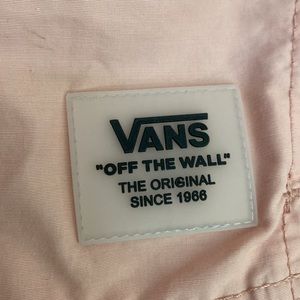 VANS
"OFF THE WALL"
THE ORIGINAL
SINCE 1966